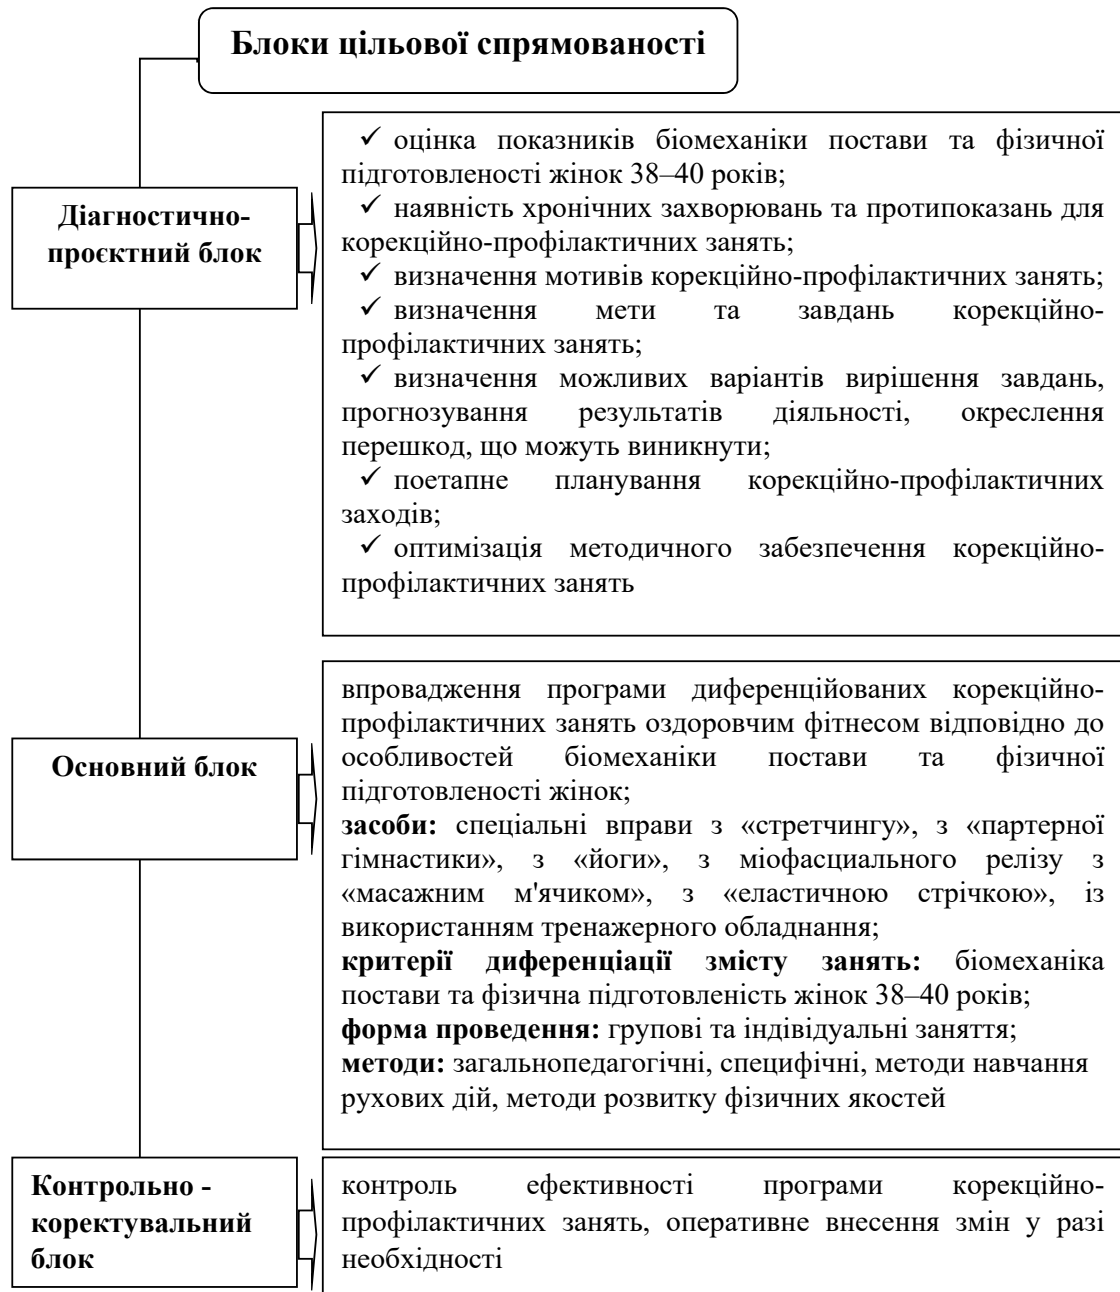 Блоки цільової спрямованості
Діагностично-
проєктний блок
✓ оцінка показників біомеханіки постави та фізичної
підготовленості жінок 38–40 років;
✓ наявність хронічних захворювань та протипоказань для
корекційно-профілактичних занять;
✓ визначення мотивів корекційно-профілактичних занять;
✓ визначення мети та завдань корекційно-
профілактичних занять;
✓ визначення можливих варіантів вирішення завдань,
прогнозування результатів діяльності, окреслення
перешкод, що можуть виникнути;
✓ поетапне планування корекційно-профілактичних
заходів;
✓ оптимізація методичного забезпечення корекційно-
профілактичних занять
Основний блок
впровадження програми диференційованих корекційно-
профілактичних занять оздоровчим фітнесом відповідно до
особливостей біомеханіки постави та фізичної
підготовленості жінок;
засоби: спеціальні вправи з «стретчингу», з «партерної
гімнастики», з «йоги», з міофасциального релізу з
«масажним м'ячиком», з «еластичною стрічкою», із
використанням тренажерного обладнання;
критерії диференціації змісту занять: біомеханіка
постави та фізична підготовленість жінок 38–40 років;
форма проведення: групові та індивідуальні заняття;
методи: загальнопедагогічні, специфічні, методи навчання
рухових дій, методи розвитку фізичних якостей
Контрольно -
коректувальний
блок
контроль ефективності програми корекційно-
профілактичних занять, оперативне внесення змін у разі
необхідності